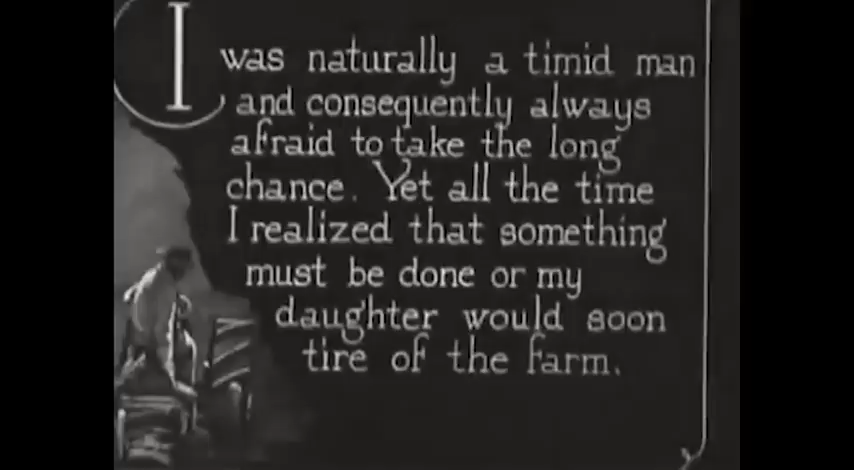 I was naturally a timid man
and consequently always
afraid to take the long
chance. Yet all the time
I realized that something
must be done or my
daughter would soon
tire of the farm.